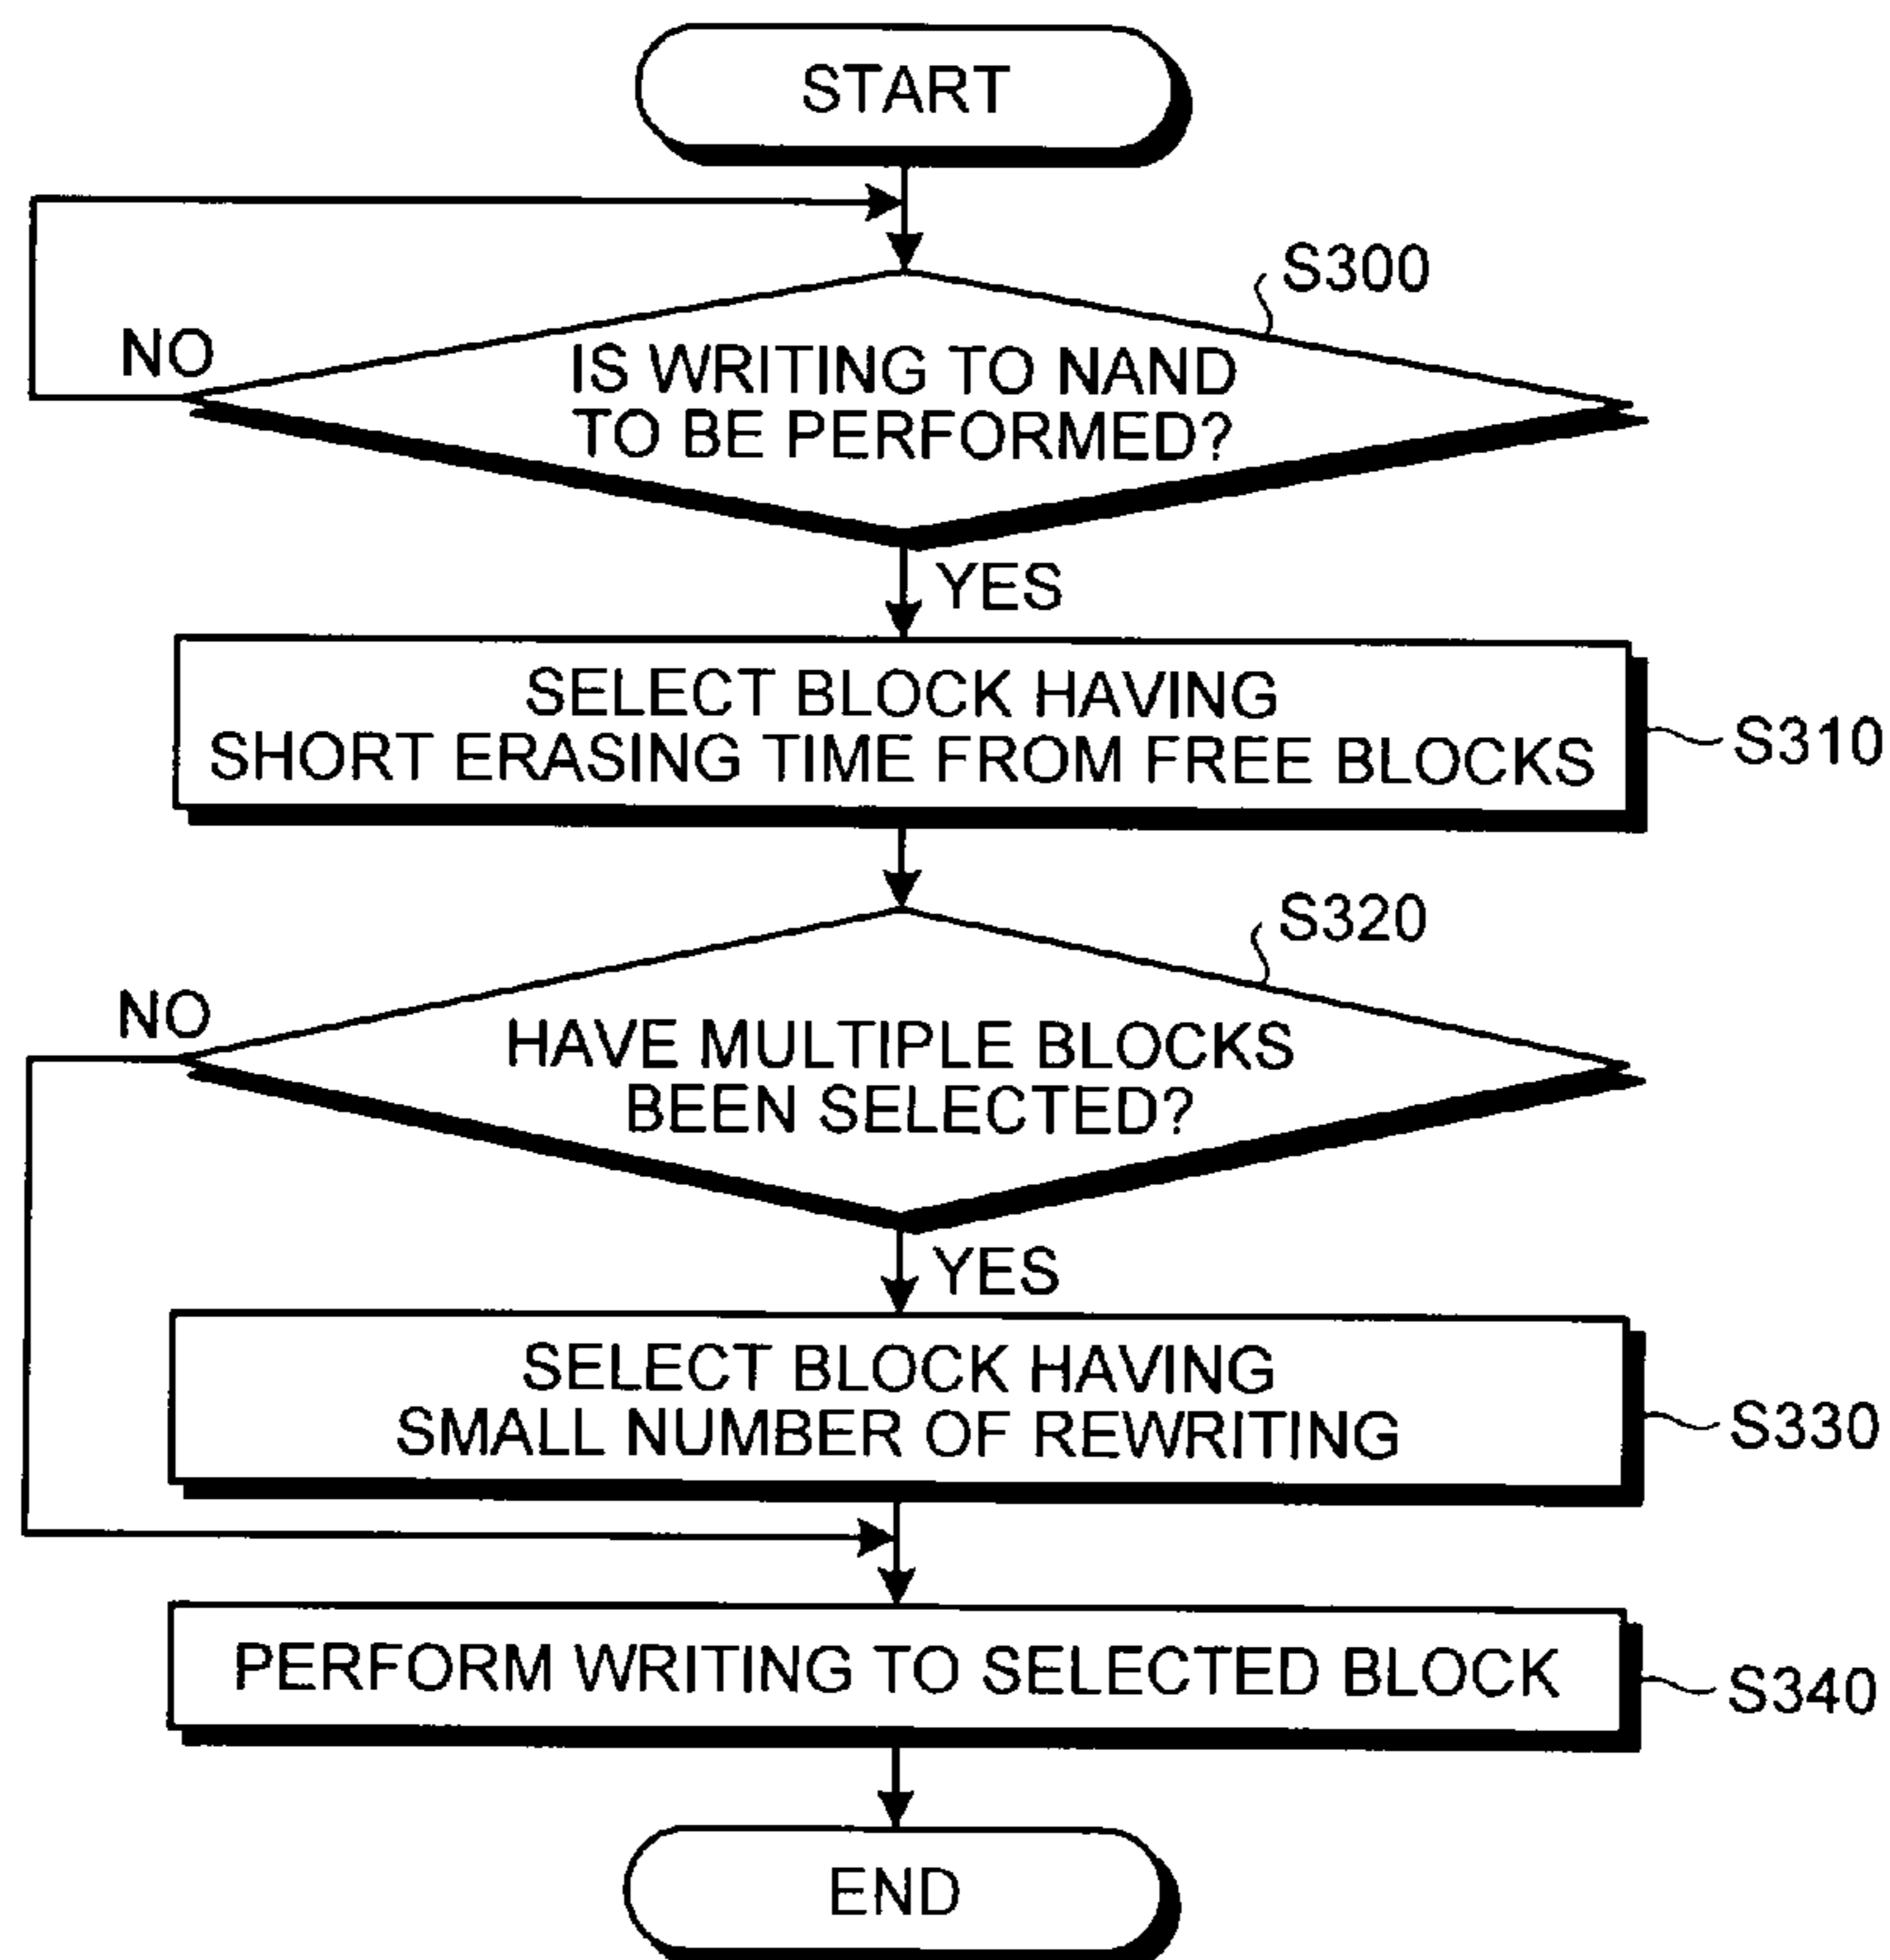 START
S300
NO
IS WRITING TO NAND
TO BE PERFORMED?
YES
SELECT BLOCK HAVING
SHORT ERASING TIME FROM FREE BLOCKS
S310
S320
NO
HAVE MULTIPLE BLOCKS
BEEN SELECTED?
YES
SELECT BLOCK HAVING
SMALL NUMBER OF REWRITING
S330
PERFORM WRITING TO SELECTED BLOCK
S340
END